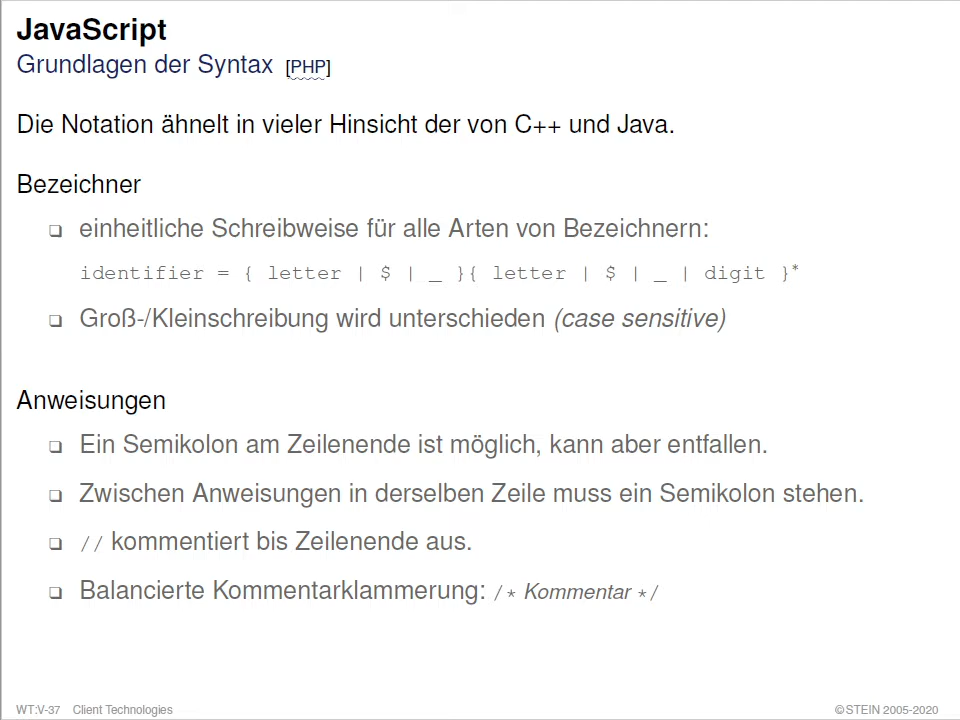 JavaScript
Grundlagen der Syntax [PHP]
Die Notation ähnelt in vieler Hinsicht der von C++ und Java.
Bezeichner
❑ einheitliche Schreibweise für alle Arten von Bezeichnern:
identifier = { letter | $ | _ }{ letter | $ | _ | digit }*
❑ Groß-/Kleinschreibung wird unterschieden (case sensitive)
Anweisungen
❑ Ein Semikolon am Zeilenende ist möglich, kann aber entfallen.
❑ Zwischen Anweisungen in derselben Zeile muss ein Semikolon stehen.
❑ // kommentiert bis Zeilenende aus.
❑ Balancierte Kommentarklammerung: /* Kommentar */
WT:V-37 Client Technologies ©STEIN 2005-2020